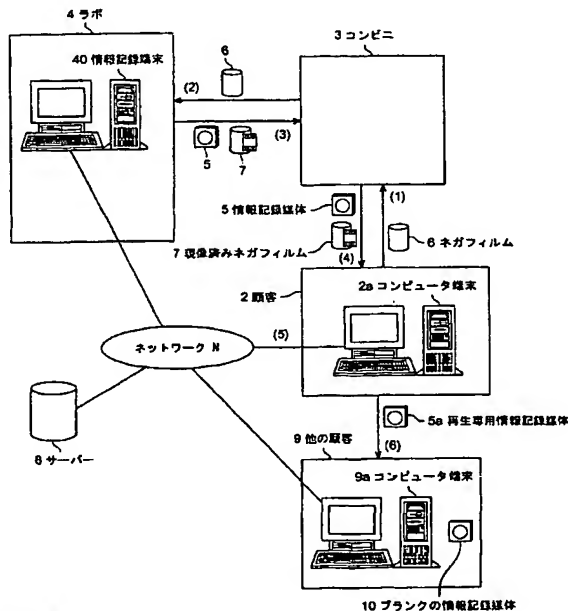 4 ラボ
40 情報記録端末
6
(2)
(3)
5
7
3 コンビニ
(1)
5 情報記録媒体
7 現像済みネガフィルム
(4)
6 ネガフィルム
2 顧客
2a コンピュータ端末
ネットワーク N
(5)
8 サーバー
5a 再生専用情報記録媒体
(6)
9 他の顧客
9a コンピュータ端末
10 ブランクの情報記録媒体